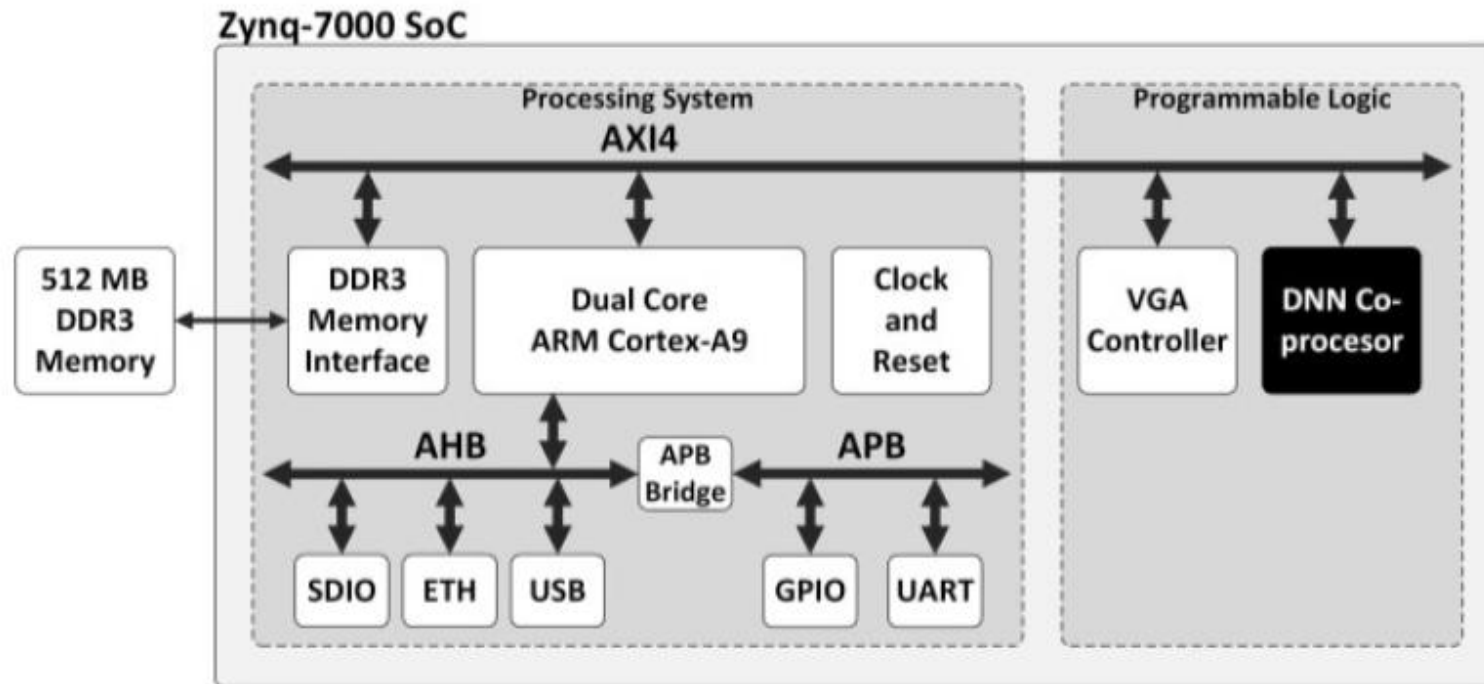 Zynq-7000 SoC
Processing System
Programmable Logic
AXI4
512 MB
DDR3
Memory
DDR3
Memory
Interface
Dual Core
ARM Cortex-A9
Clock
and
Reset
VGA
Controller
DNN Co-
procesor
AHB
APB
Bridge
APB
SDIO
ETH
USB
GPIO
UART